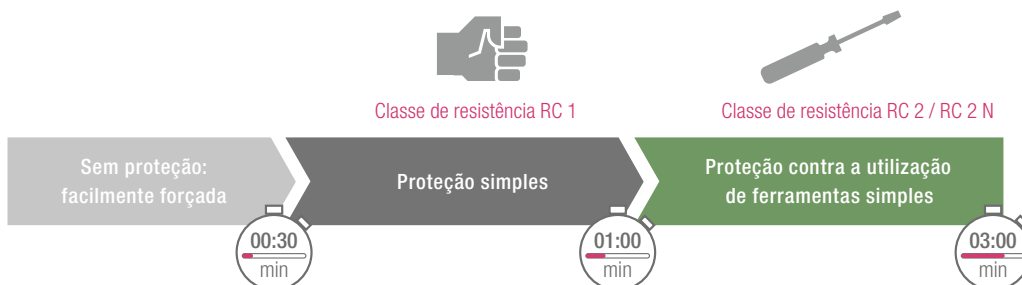 Classe de resistência RC 1
Classe de resistência RC 2 / RC 2 N
Sem proteção:
facilmente forçada
Proteção simples
Proteção contra a utilização
de ferramentas simples
00:30
min
01:00
min
03:00
min